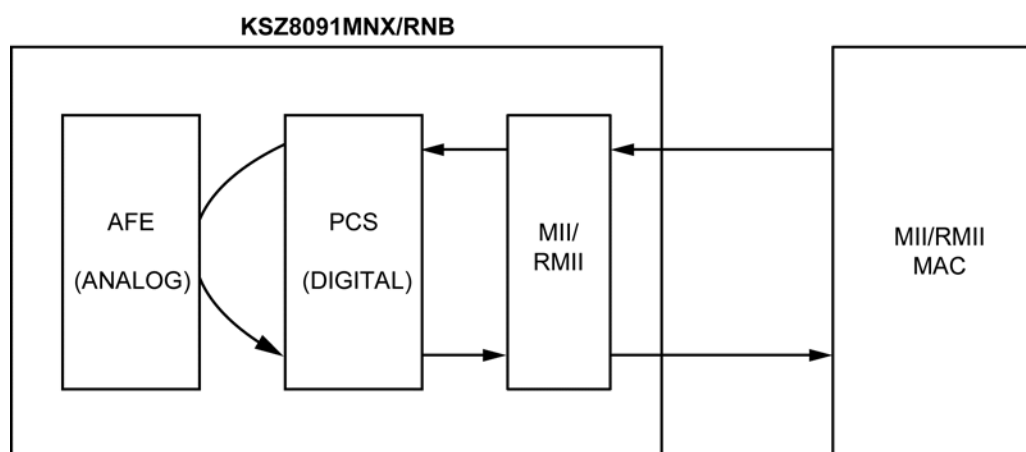 KSZ8091MNX/RNB
AFE
(ANALOG)
PCS
(DIGITAL)
MII/
RMII
MII/RMII
MAC